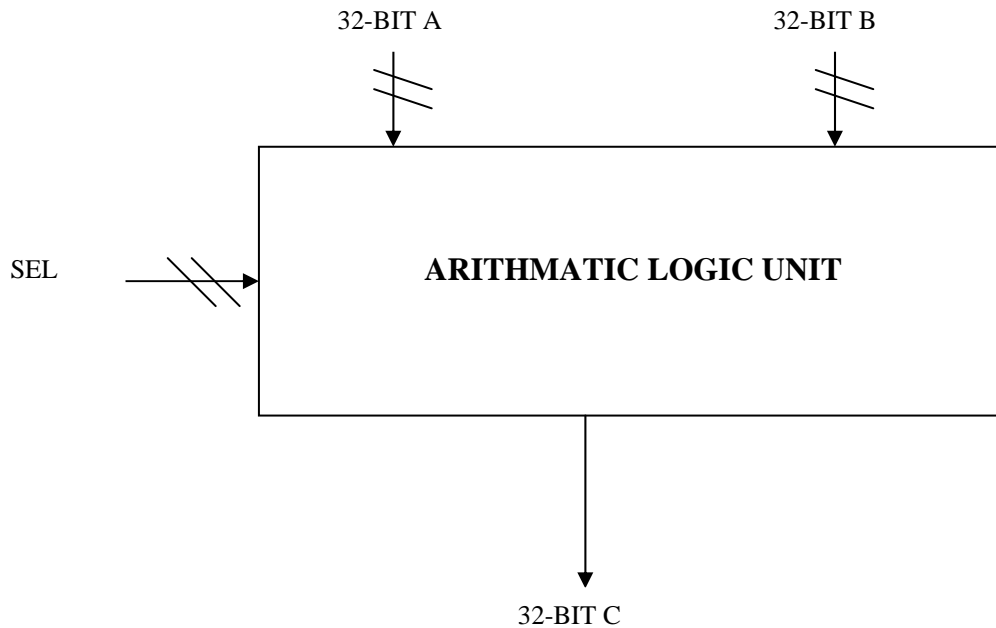 32-BIT A
32-BIT B
SEL
ARITHMATIC LOGIC UNIT
32-BIT C